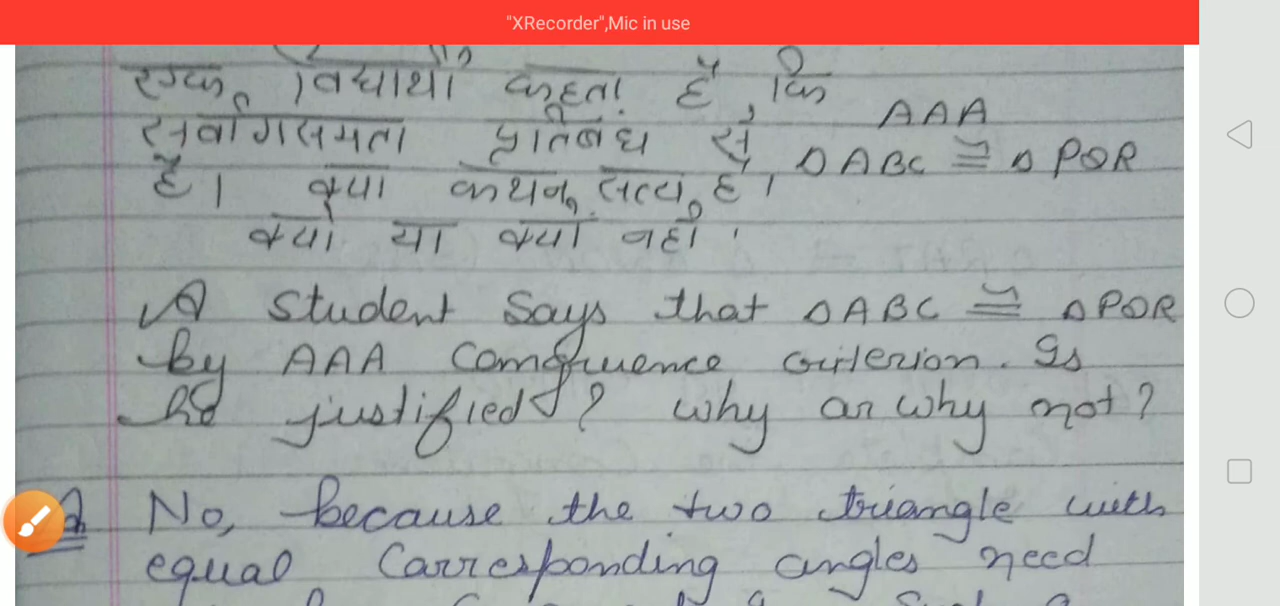 "XRecorder",Mic in use
एक विद्यार्थी कहता है, कि
सर्वांगसमता प्रतिबंध से, AAA
ΔABC ≅ ΔPQR
है। क्या कथन सत्य है।
क्यों या क्यों नहीं।
A student says that ΔABC ≅ ΔPQR
by AAA congruence criterion. Is
he justified? Why or why not?
No, because the two triangle with
equal Corresponding angles need